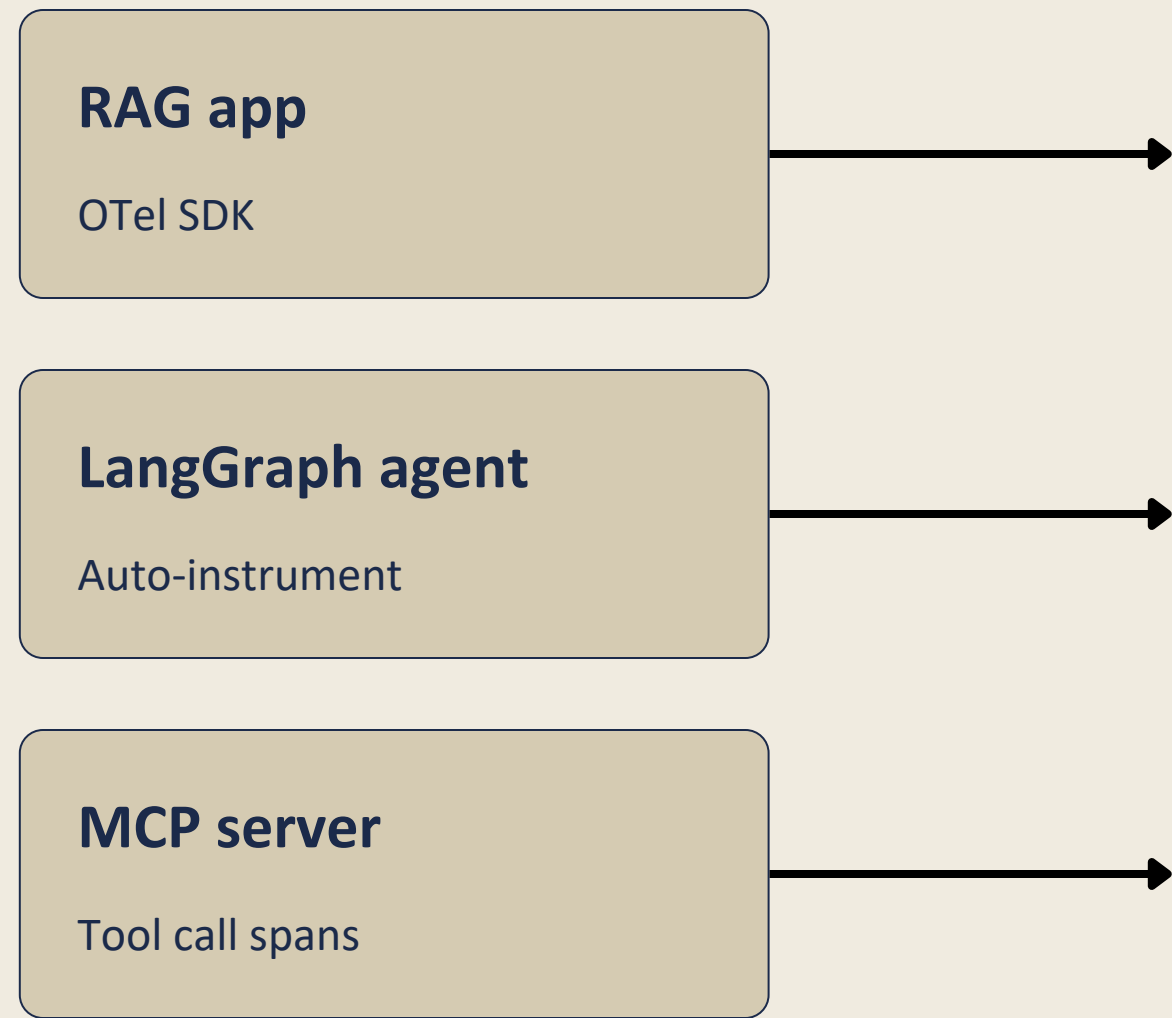 RAG app
OTel SDK
LangGraph agent
Auto-instrument
MCP server
Tool call spans